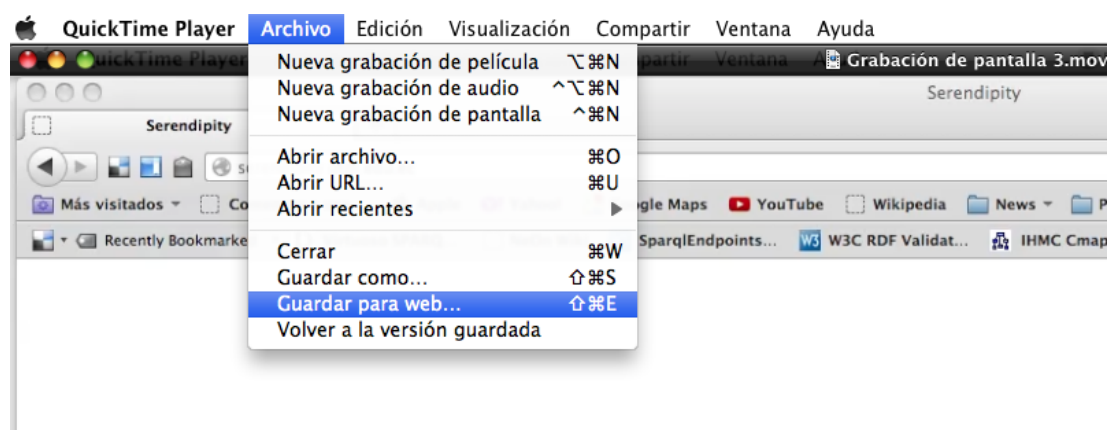 QuickTime Player Archivo Edición Visualización Compartir Ventana Ayuda
Grabación de pantalla 3.mov
Nueva grabación de película ⌥⌘N
Nueva grabación de audio ⌃⌥⌘N
Nueva grabación de pantalla ⌃⌘N
Serendipity
Serendipity
Abrir archivo... ⌘O
Abrir URL... ⌘U
Abrir recientes ▶
Más visitados
gle Maps YouTube Wikipedia News
Recently Bookmarke
SparqlEndpoints... W3C RDF Validat... IHMC Cmap
Cerrar ⌘W
Guardar como... ⇧⌘S
Guardar para web... ⇧⌘E
Volver a la versión guardada